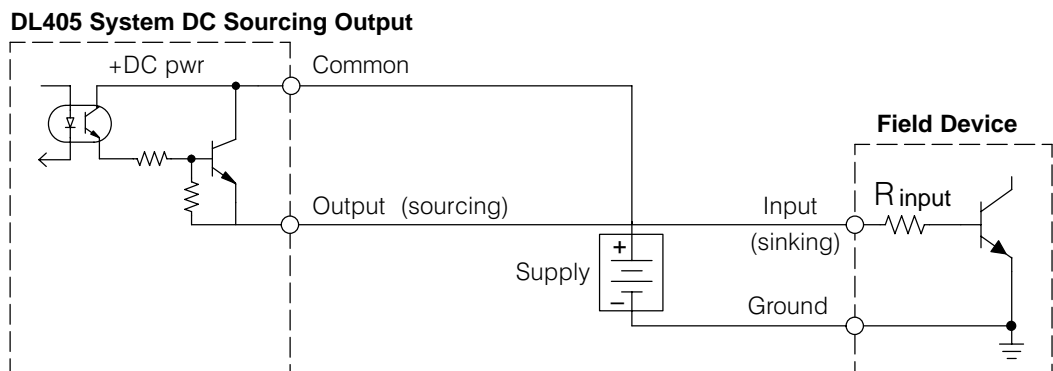 DL405 System DC Sourcing Output
+DC pwr
Common
Field Device
Output (sourcing)
Input
(sinking)
R input
+
Supply
–
Ground